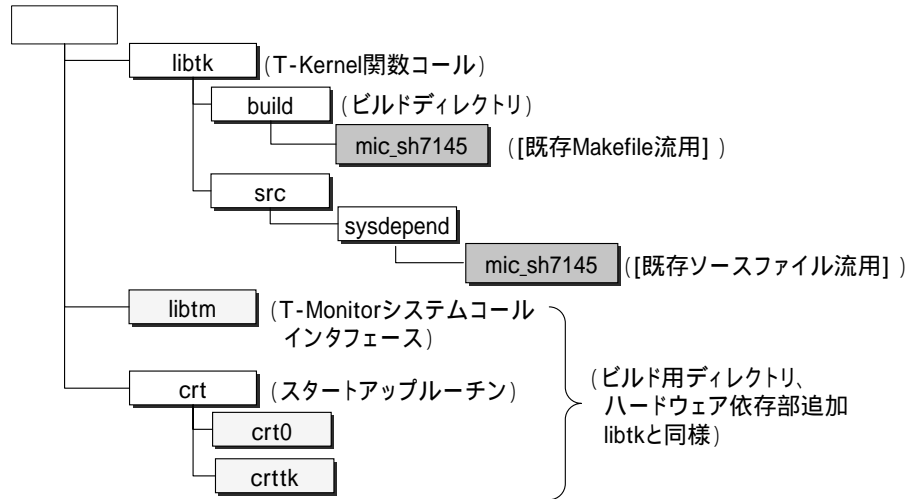 libtk (T-Kernel関数コール)
build (ビルドディレクトリ)
mic_sh7145 ([既存Makefile流用] )
src
sysdepend
mic_sh7145 ([既存ソースファイル流用] )
libtm (T-Monitorシステムコール
インタフェース)
crt (スタートアップルーチン)
crt0
crttk
(ビルド用ディレクトリ、
ハードウェア依存部追加
libtkと同様)